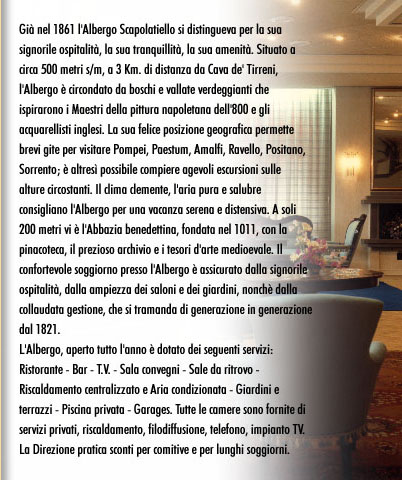 Già nel 1861 l'Albergo Scapolatiello si distingueva per la sua
signorile ospitalità, la sua tranquillità, la sua amenità. Situato a
circa 500 metri s/m, a 3 Km. di distanza da Cava de' Tirreni,
l'Albergo è circondato da boschi e vallate verdeggianti che
ispirarono i Maestri della pittura napoletana dell'800 e gli
acquarellisti inglesi. La sua felice posizione geografica permette
brevi gite per visitare Pompei, Paestum, Amalfi, Ravello, Positano,
Sorrento; è altresì possibile compiere agevoli escursioni sulle
alture circostanti. Il clima clemente, l'aria pura e salubre
consigliano l'Albergo per una vacanza serena e distensiva. A soli
200 metri vi è l'Abbazia benedettina, fondata nel 1011, con la
pinacoteca, il prezioso archivio e i tesori d'arte medioevale. Il
confortevole soggiorno presso l'Albergo è assicurato dalla signorile
ospitalità, dalla ampiezza dei saloni e dei giardini, nonchè dalla
collaudata gestione, che si tramanda di generazione in generazione
dal 1821.
L'Albergo, aperto tutto l'anno è dotato dei seguenti servizi:
Ristorante - Bar - T.V. - Sala convegni - Sale da ritrovo -
Riscaldamento centralizzato e Aria condizionata - Giardini e
terrazzi - Piscina privata - Garages. Tutte le camere sono fornite di
servizi privati, riscaldamento, filodiffusione, telefono, impianto TV.
La Direzione pratica sconti per comitive e per lunghi soggiorni.